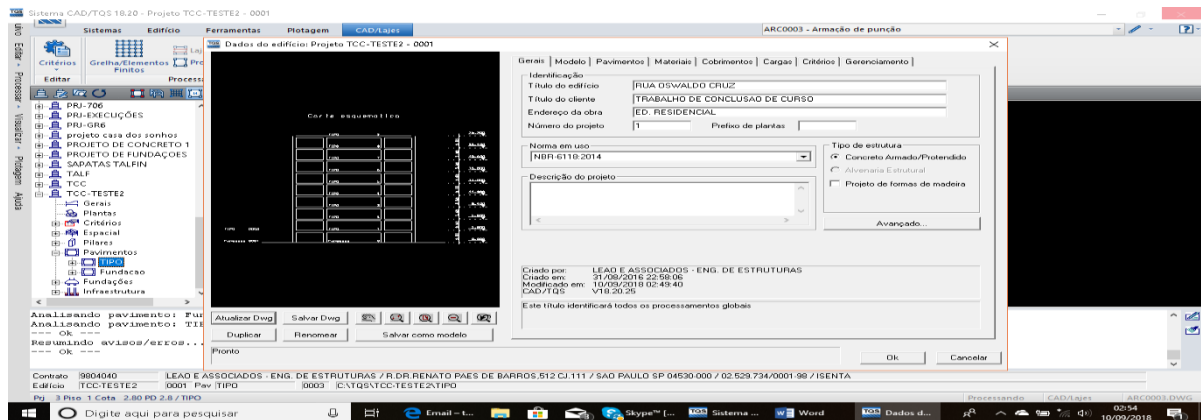 Sistema CAD/TQS 18.20 - Projeto TCC-TESTE2 - 0001
Sistemas Edifício Ferramentas Plotagem CAD/Lajes
ARC0003 - Armação de punção
Editar - Processar - Visualizar - Plotagem Ajuda
Critérios
Grelha/Elementos Finitos
Editar
Dados do edifício: Projeto TCC-TESTE2 - 0001
Gerais | Modelo | Pavimentos | Materiais | Cobrimentos | Cargas | Critérios | Gerenciamento |
Identificação
Título do edifício RUA OSWALDO CRUZ
Título do cliente TRABALHO DE CONCLUSAO DE CURSO
Endereço da obra ED. RESIDENCIAL
Número do projeto 1 Prefixo de plantas
Norma em uso
NBR-6118:2014
Tipo de estrutura
Concreto Armado/Protendido
Alvenaria Estrutural
Projeto de formas de madeira
Descrição do projeto
Avançado...
Criado por: LEAO E ASSOCIADOS - ENG. DE ESTRUTURAS
Criado em: 31/08/2016 22:58:06
Modificado em: 10/09/2018 02:49:40
CAD/TQS V18.20.25
Este título identificará todos os processamentos globais
Corte esquematico
PRJ-706
PRJ-EXECUÇÕES
PRJ-GR6
projeto casa dos sonhos
PROJETO DE CONCRETO 1
PROJETO DE FUNDAÇOES
SAPATAS TALFIN
TALF
TCC
TCC-TESTE2
Gerais
Plantas
Critérios
Espacial
Pilares
Pavimentos
TIPO
Fundacao
Fundações
Infraestrutura
Atualizar Dwg Salvar Dwg
Duplicar Renomear Salvar como modelo
Pronto
Ok Cancelar
Analisando pavimento: Fu
Analisando pavimento: TI
--- Ok ---
Resumindo avisos/erros...
--- Ok ---
Contrato 9804040 LEAO E ASSOCIADOS - ENG. DE ESTRUTURAS / R.DR.RENATO PAES DE BARROS,512 CJ.111 / SAO PAULO SP 04530-000 / 02.529.734/0001-98 / ISENTA
Edifício TCC-TESTE2 0001 Pav TIPO 0003 C:\TQS\TCC-TESTE2\TIPO
Prj 3 Piso 1 Cota 2.80 PD 2.8 / TIPO
Processando CAD/Lajes ARC0003.DWG
Digite aqui para pesquisar
Email – t... Skype™ [... Sistema ... Word Dados d...
02:54
10/09/2018